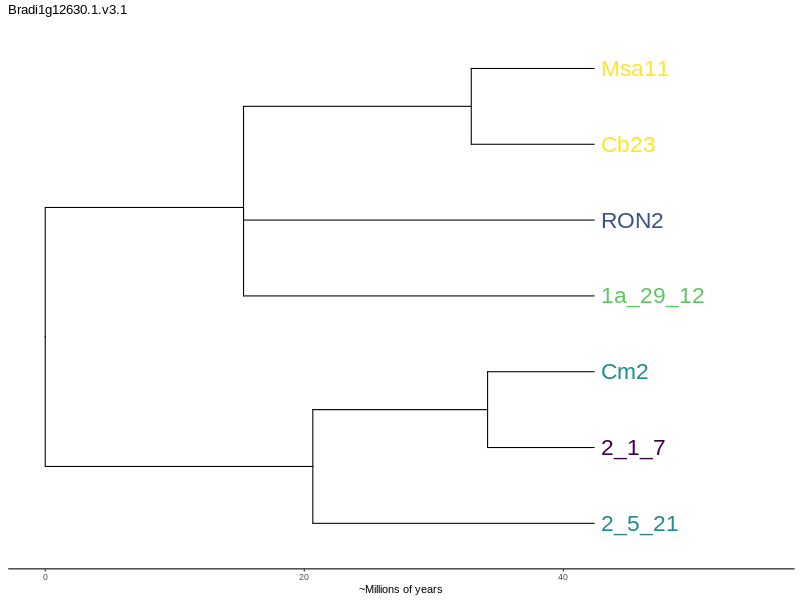 Bradi1g12630.1.v3.1
Msa11
Cb23
RON2
1a_29_12
Cm2
2_1_7
2_5_21
0 20 40
~Millions of years